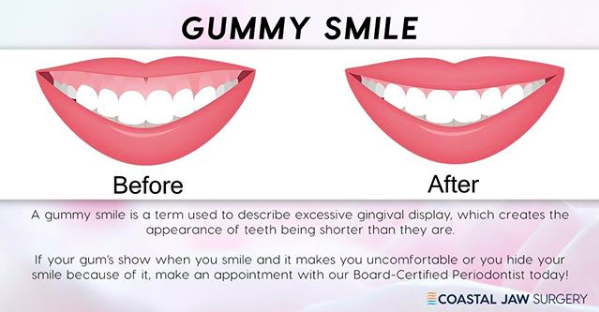 GUMMY SMILE
Before
After
A gummy smile is a term used to describe excessive gingival display, which creates the
appearance of teeth being shorter than they are.
If your gum's show when you smile and it makes you uncomfortable or you hide your
smile because of it, make an appointment with our Board-Certified Periodontist today!
COASTAL JAW SURGERY